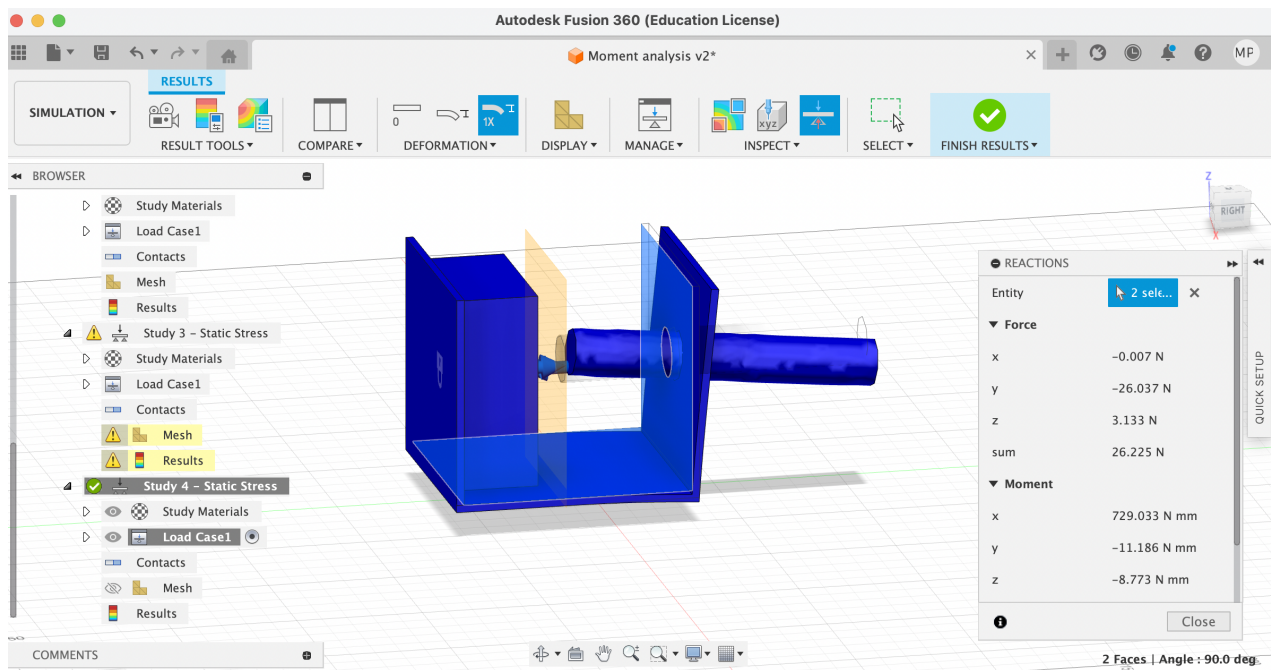 Autodesk Fusion 360 (Education License)
Moment analysis v2*
MP
RESULTS
SIMULATION
0
1X
xyz
RESULT TOOLS
COMPARE
DEFORMATION
DISPLAY
MANAGE
INSPECT
SELECT
FINISH RESULTS
BROWSER
Study Materials
Load Case1
Contacts
Mesh
Results
Study 3 - Static Stress
Study Materials
Load Case1
Contacts
Mesh
Results
Study 4 - Static Stress
Study Materials
Load Case1
Contacts
Mesh
Results
COMMENTS
Z
RIGHT
X
REACTIONS
Entity 2 sele...
Force
x -0.007 N
y -26.037 N
z 3.133 N
sum 26.225 N
Moment
x 729.033 N mm
y -11.186 N mm
z -8.773 N mm
Close
QUICK SETUP
2 Faces | Angle : 90.0 deg